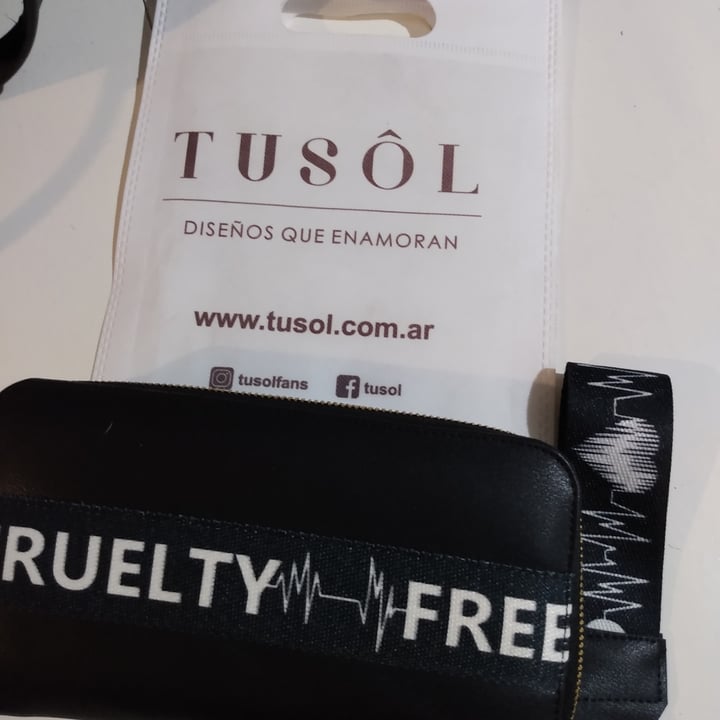 TUSÔL
DISEÑOS QUE ENAMORAN
www.tusol.com.ar
tusolfans tusol
RUELTY FREE